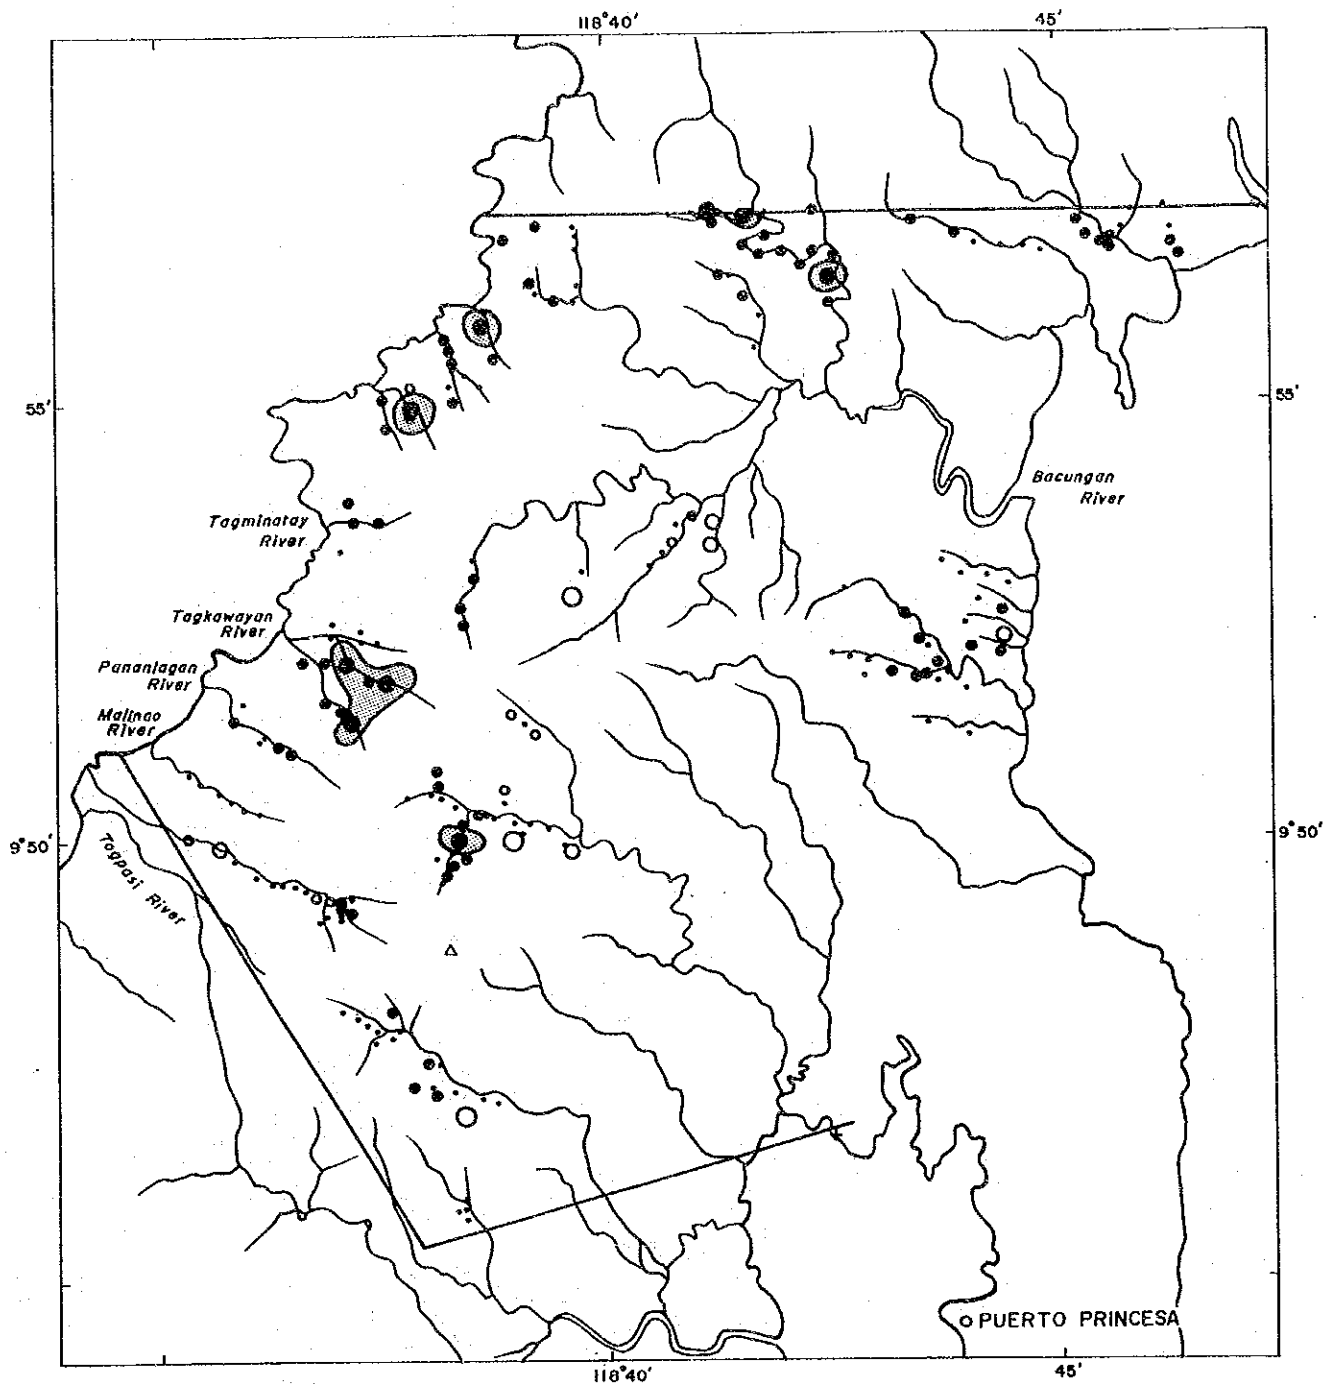 118°40′
45′
55′
55′
Bacungan
River
Tagminatay
River
Tagkawayan
River
Pananlagan
River
Malinao
River
9°50′
9°50′
Tagpasi River
PUERTO PRINCESA
118°40′
45′